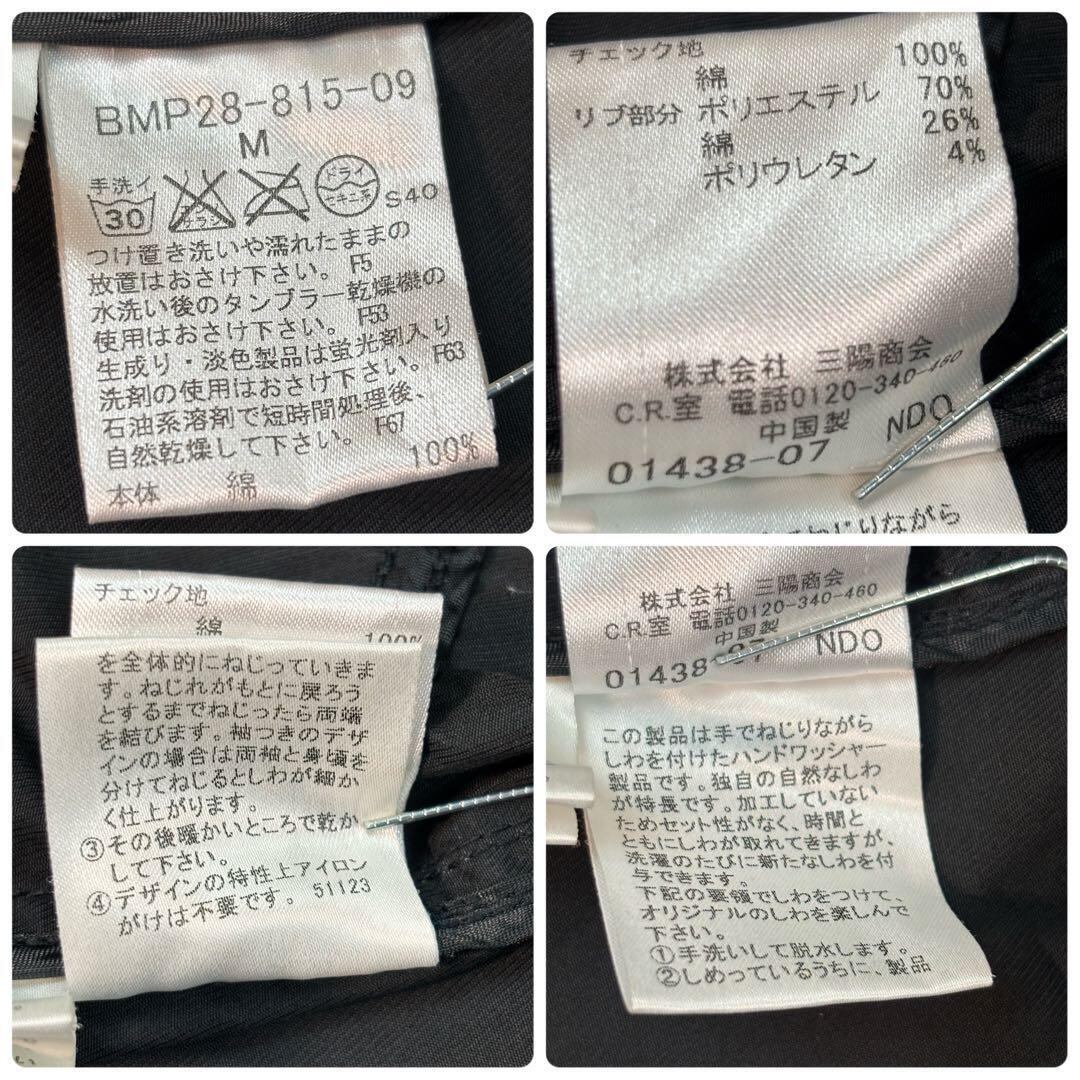 BMP28-815-09
M
手洗イ
30
エンソ
サラシ
ドライ
セキユ系
S40
つけ置き洗いや濡れたままの
放置はおさけ下さい。 F5
水洗い後のタンブラー乾燥機の
使用はおさけ下さい。 F53
生成り・淡色製品は蛍光剤入り
洗剤の使用はおさけ下さい。 F63
石油系溶剤で短時間処理後、
自然乾燥して下さい。 F67
本体 綿 100%
チェック地
綿 100%
リブ部分 ポリエステル 70%
綿 26%
ポリウレタン 4%
株式会社 三陽商会
C.R.室 電話0120-340-460
中国製
01438-07 NDO
ねじりながら
チェック地
綿 100%
を全体的にねじっていきま
す。ねじれがもとに戻ろう
とするまでねじったら両端
を結びます。袖つきのデザ
インの場合は両袖と身頃を
分けてねじるとしわが細か
く仕上がります。
③その後暖かいところで乾か
して下さい。
④デザインの特性上アイロン
がけは不要です。 51123
株式会社 三陽商会
C.R.室 電話0120-340-460
中国製
01438-07 NDO
この製品は手でねじりながら
しわを付けたハンドワッシャー
製品です。独自の自然なしわ
が特長です。加工していない
ためセット性がなく、時間と
ともにしわが取れてきますが、
洗濯のたびに新たなしわを付
与できます。
下記の要領でしわをつけて、
オリジナルのしわを楽しんで
下さい。
①手洗いして脱水します。
②しめっているうちに、製品